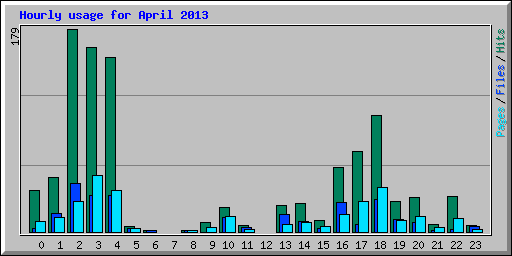 Hourly usage for April 2013
179
Pages/Files/Hits
0 1 2 3 4 5 6 7 8 9 10 11 12 13 14 15 16 17 18 19 20 21 22 23